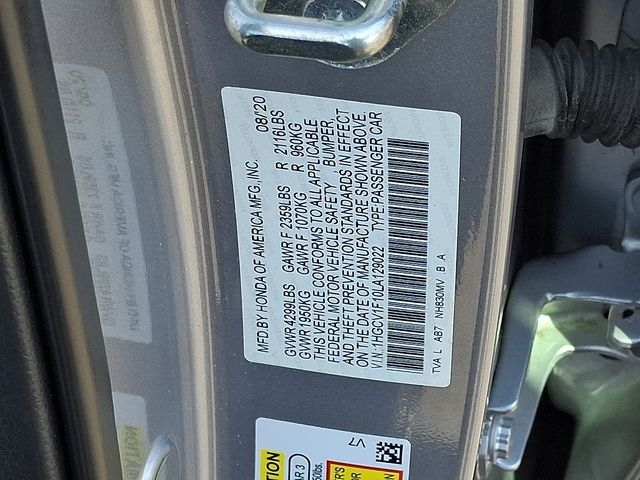 MFD BY HONDA OF AMERICA MFG., INC. 08/20
GVWR 4299LBS GAWR F 2359LBS R 2116LBS
GVWR 1950KG GAWR F 1070KG R 960KG
THIS VEHICLE CONFORMS TO ALL APPLICABLE
FEDERAL MOTOR VEHICLE SAFETY , BUMPER,
AND THEFT PREVENTION STANDARDS IN EFFECT
ON THE DATE OF MANUFACTURE SHOWN ABOVE.
V.I.N.:1HGCV1F10LA129022 TYPE:PASSENGER CAR
TVA L AB7 NH830MV B A
V7